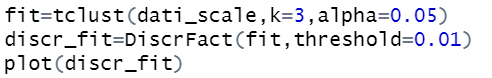 fit=tclust(dati_scale,k=3,alpha=0.05)
discr_fit=DiscrFact(fit,threshold=0.01)
plot(discr_fit)